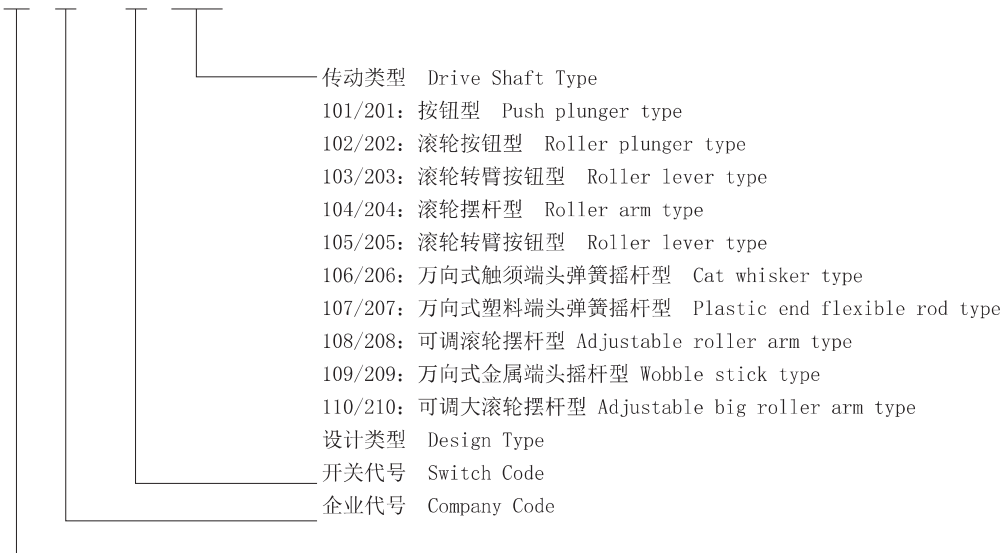 传动类型 Drive Shaft Type
101/201：按钮型 Push plunger type
102/202：滚轮按钮型 Roller plunger type
103/203：滚轮转臂按钮型 Roller lever type
104/204：滚轮摆杆型 Roller arm type
105/205：滚轮转臂按钮型 Roller lever type
106/206：万向式触须端头弹簧摇杆型 Cat whisker type
107/207：万向式塑料端头弹簧摇杆型 Plastic end flexible rod type
108/208：可调滚轮摆杆型 Adjustable roller arm type
109/209：万向式金属端头摇杆型 Wobble stick type
110/210：可调大滚轮摆杆型 Adjustable big roller arm type
设计类型 Design Type
开关代号 Switch Code
企业代号 Company Code